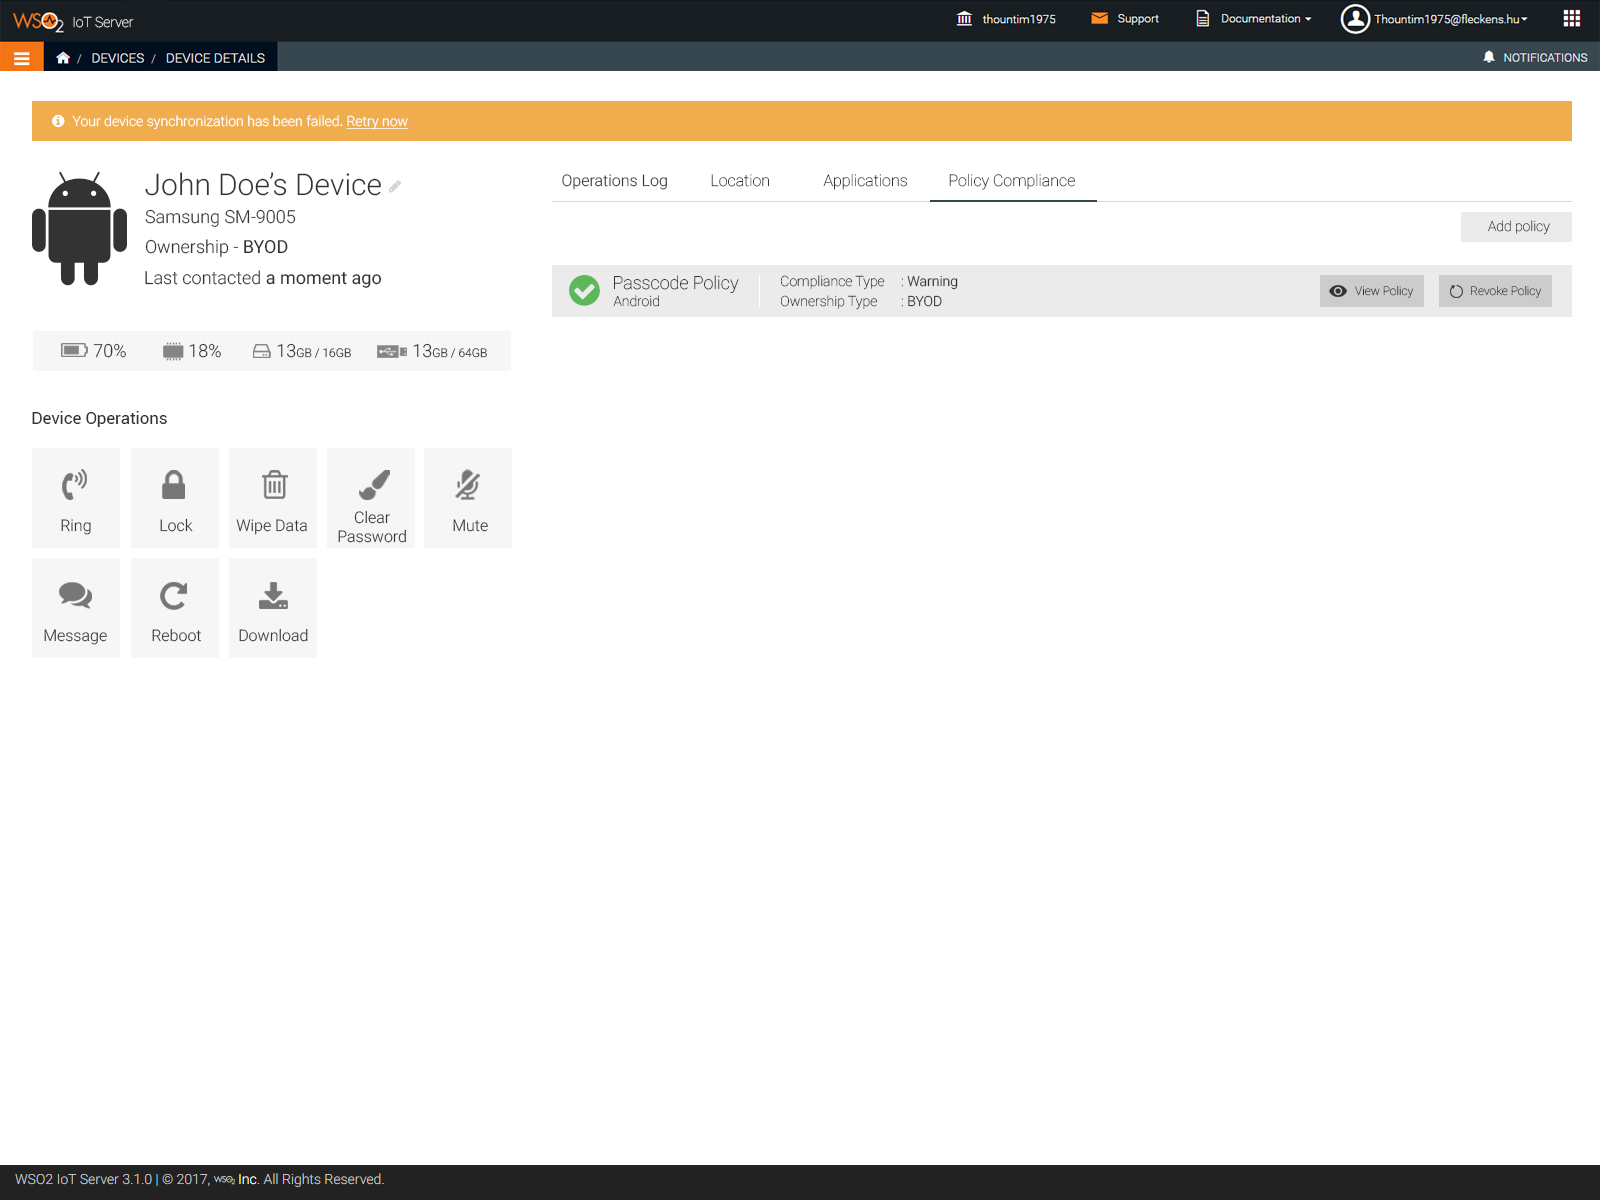 WSO2 IoT Server
thountim1975
Support
Documentation
Thountim1975@fleckens.hu
/ DEVICES / DEVICE DETAILS
NOTIFICATIONS
Your device synchronization has been failed. Retry now
John Doe’s Device
Samsung SM-9005
Ownership - BYOD
Last contacted a moment ago
70% 18% 13GB / 16GB 13GB / 64GB
Device Operations
Ring
Lock
Wipe Data
Clear
Password
Mute
Message
Reboot
Download
Operations Log
Location
Applications
Policy Compliance
Add policy
Passcode Policy
Android
Compliance Type : Warning
Ownership Type : BYOD
View Policy
Revoke Policy
WSO2 IoT Server 3.1.0 | © 2017, WSO2 Inc. All Rights Reserved.